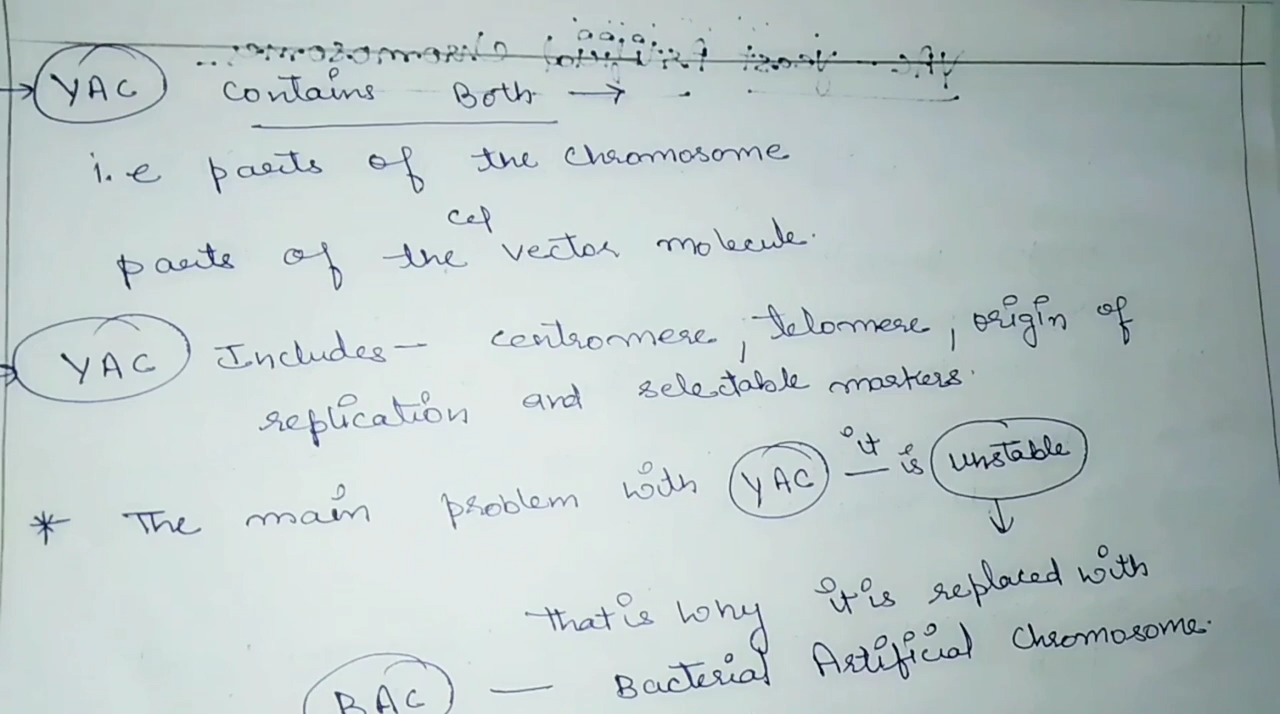 YAC contains Both →
i.e parts of the chromosome
cef
parts of the vector molecule.
YAC Includes — centromere, telomere, origin of
replication and selectable markers.
* The main problem with YAC — it is unstable
↓
that is why it is replaced with
BAC — Bacterial Artificial Chromosome.